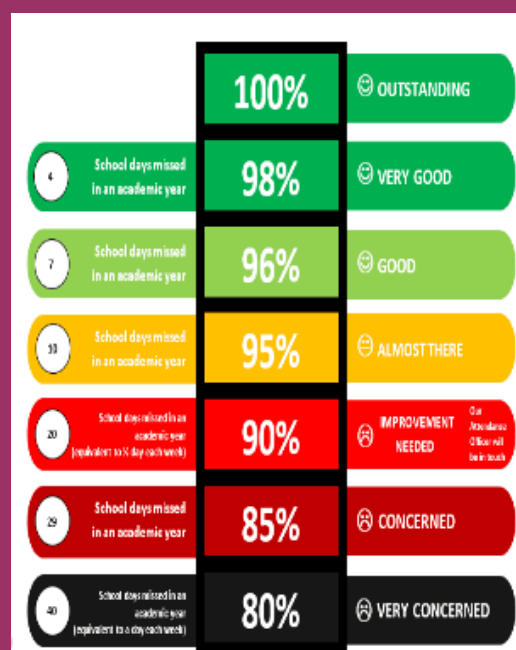 100%
OUTSTANDING
4
School days missed
in an academic year
98%
VERY GOOD
7
School days missed
in an academic year
96%
GOOD
10
School days missed
in an academic year
95%
ALMOST THERE
20
School days missed in an
academic year
(equivalent to ½ day each week)
90%
IMPROVEMENT
NEEDED
Our
Attendance
Officer will
be in touch
29
School days missed
in an academic year
85%
CONCERNED
40
School days missed in an
academic year
(equivalent to a day each week)
80%
VERY CONCERNED